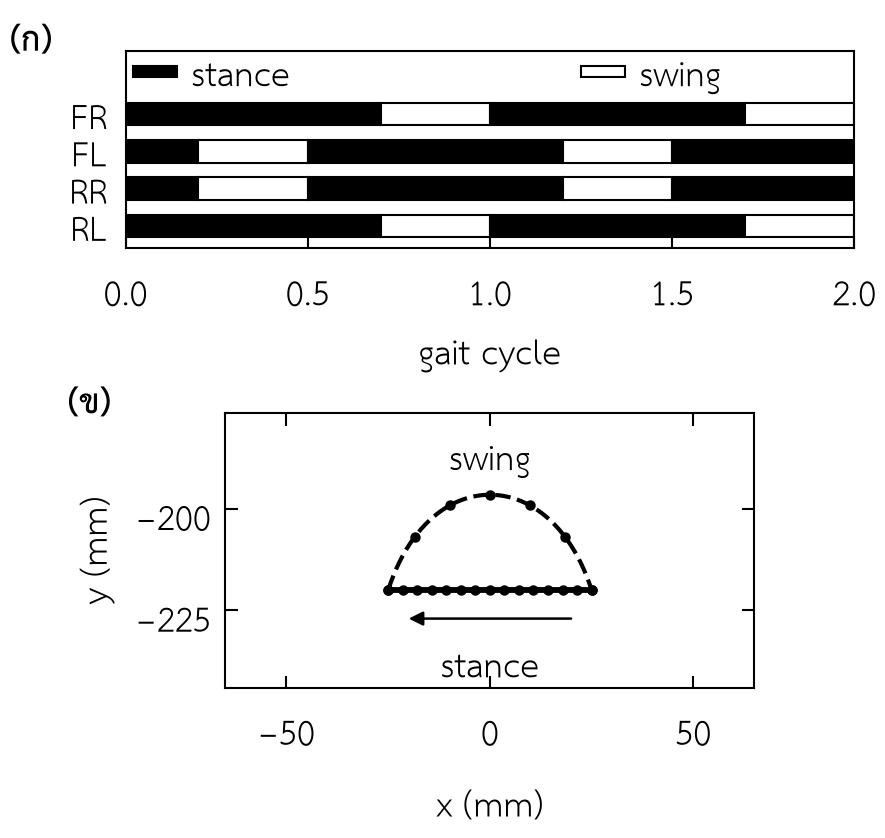 (ก)
stance swing
FR
FL
RR
RL
0.0 0.5 1.0 1.5 2.0
gait cycle
(ข)
swing
−200
y (mm)
−225
stance
−50 0 50
x (mm)